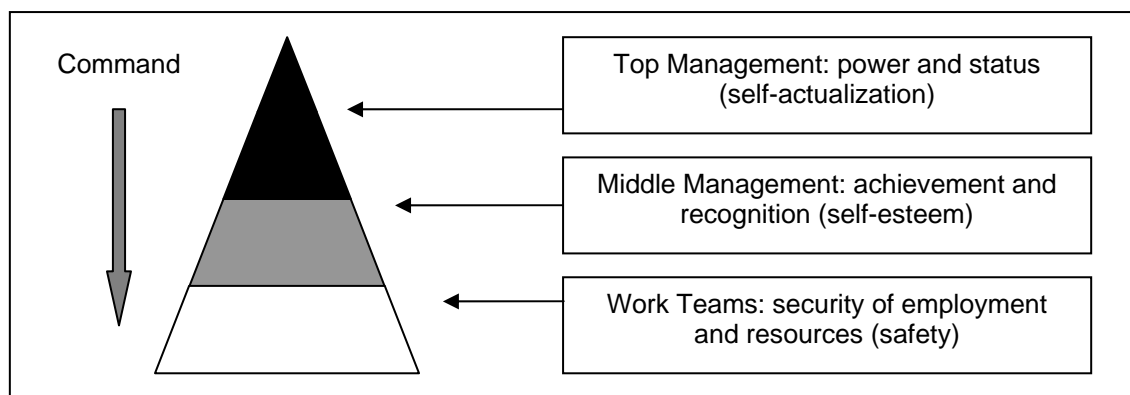 Command
Top Management: power and status
(self-actualization)
Middle Management: achievement and
recognition (self-esteem)
Work Teams: security of employment
and resources (safety)